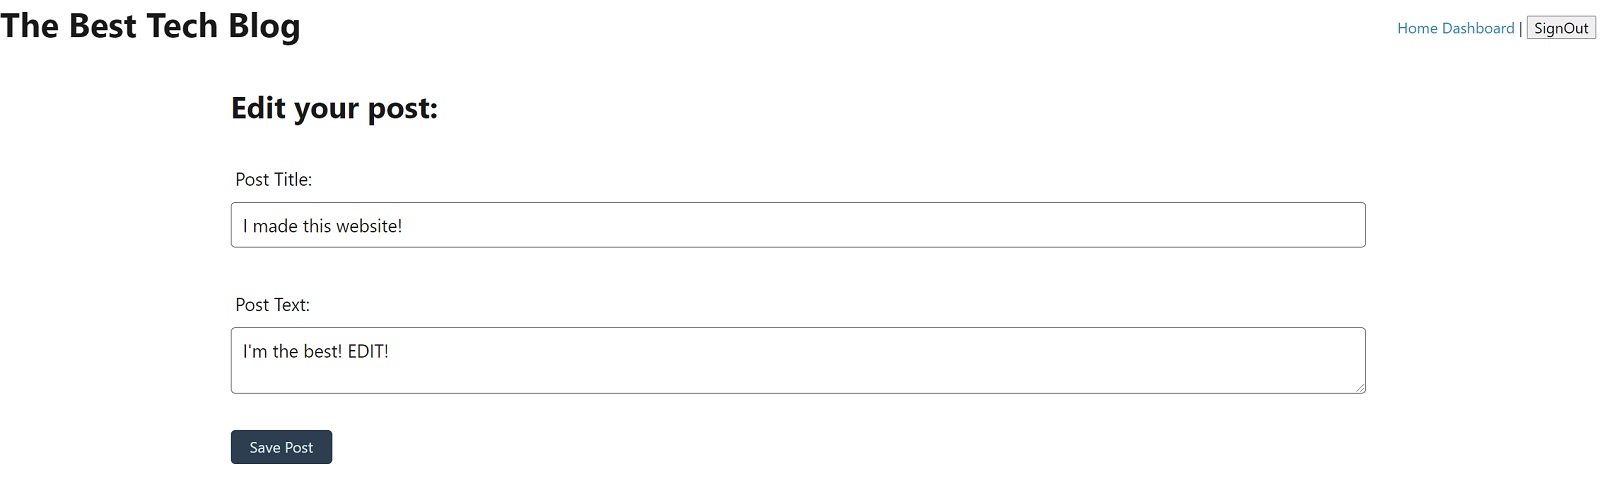 The Best Tech Blog
Home Dashboard | SignOut
Edit your post:
Post Title:
I made this website!
Post Text:
I'm the best! EDIT!
Save Post